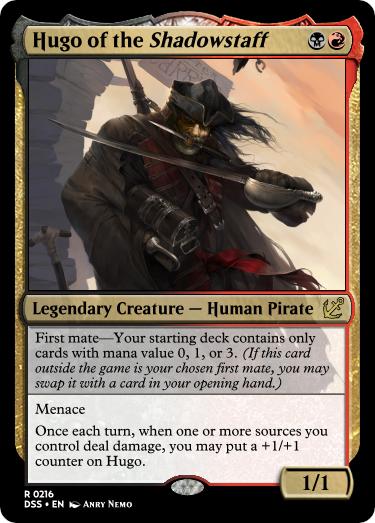 Hugo of the Shadowstaff
Legendary Creature — Human Pirate
First mate—Your starting deck contains only
cards with mana value 0, 1, or 3. (If this card
outside the game is your chosen first mate, you may
swap it with a card in your opening hand.)
Menace
Once each turn, when one or more sources you
control deal damage, you may put a +1/+1
counter on Hugo.
1/1
R 0216
DSS • EN Anry Nemo